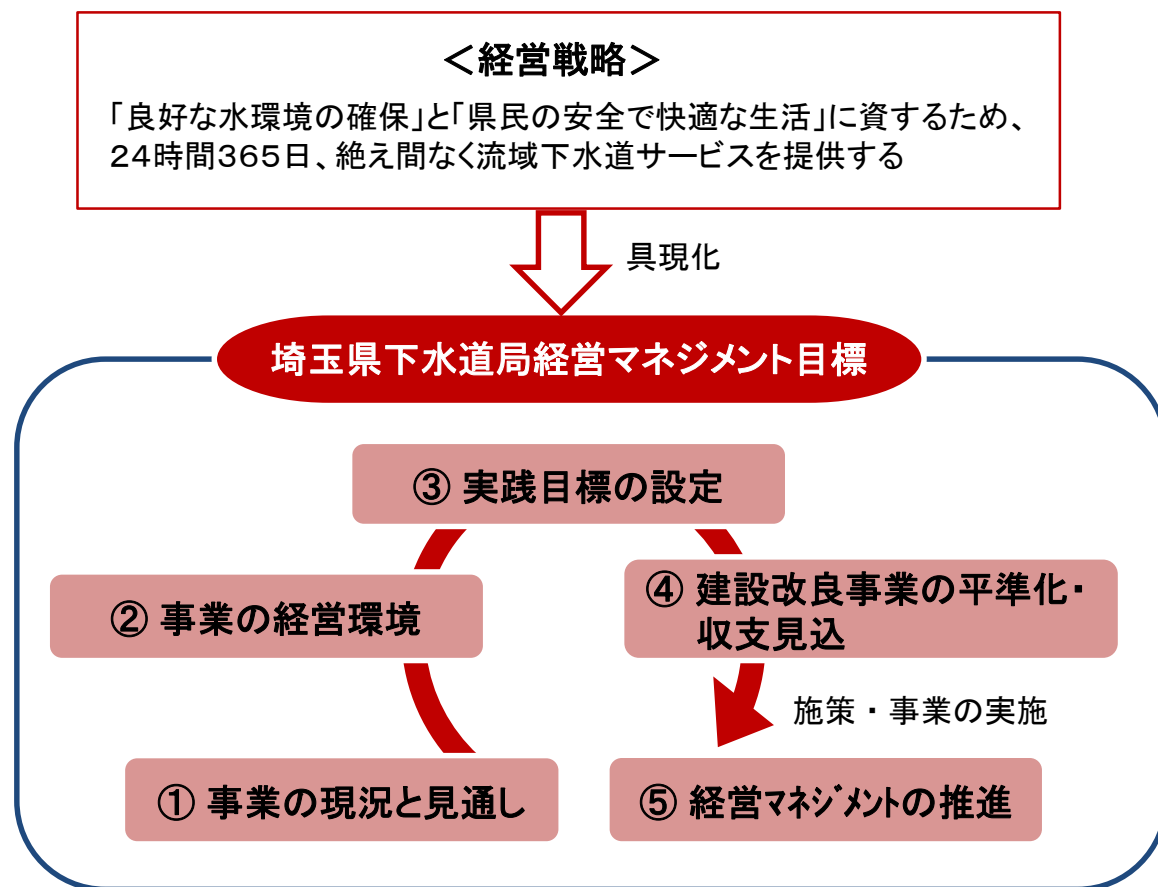 ＜経営戦略＞
「良好な水環境の確保」と「県民の安全で快適な生活」に資するため、
２４時間３６５日、絶え間なく流域下水道サービスを提供する
具現化
埼玉県下水道局経営マネジメント目標
③ 実践目標の設定
② 事業の経営環境
④ 建設改良事業の平準化・
収支見込
施策・事業の実施
① 事業の現況と見通し
⑤ 経営マネジメントの推進